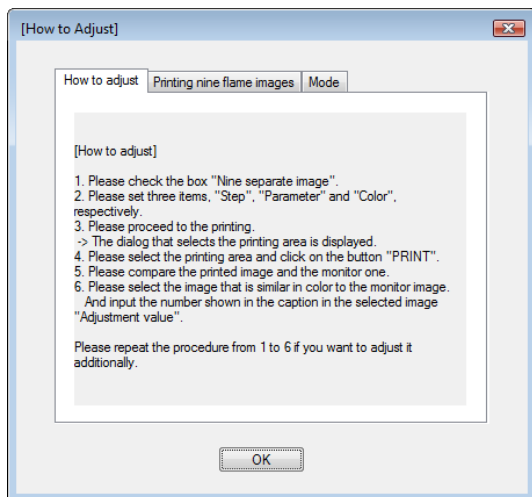 [How to Adjust]
How to adjust Printing nine flame images Mode
[How to adjust]
1. Please check the box "Nine separate image".
2. Please set three items, "Step", "Parameter" and "Color",
respectively.
3. Please proceed to the printing.
-> The dialog that selects the printing area is displayed.
4. Please select the printing area and click on the button "PRINT".
5. Please compare the printed image and the monitor one.
6. Please select the image that is similar in color to the monitor image.
And input the number shown in the caption in the selected image
"Adjustment value".
Please repeat the procedure from 1 to 6 if you want to adjust it
additionally.
OK